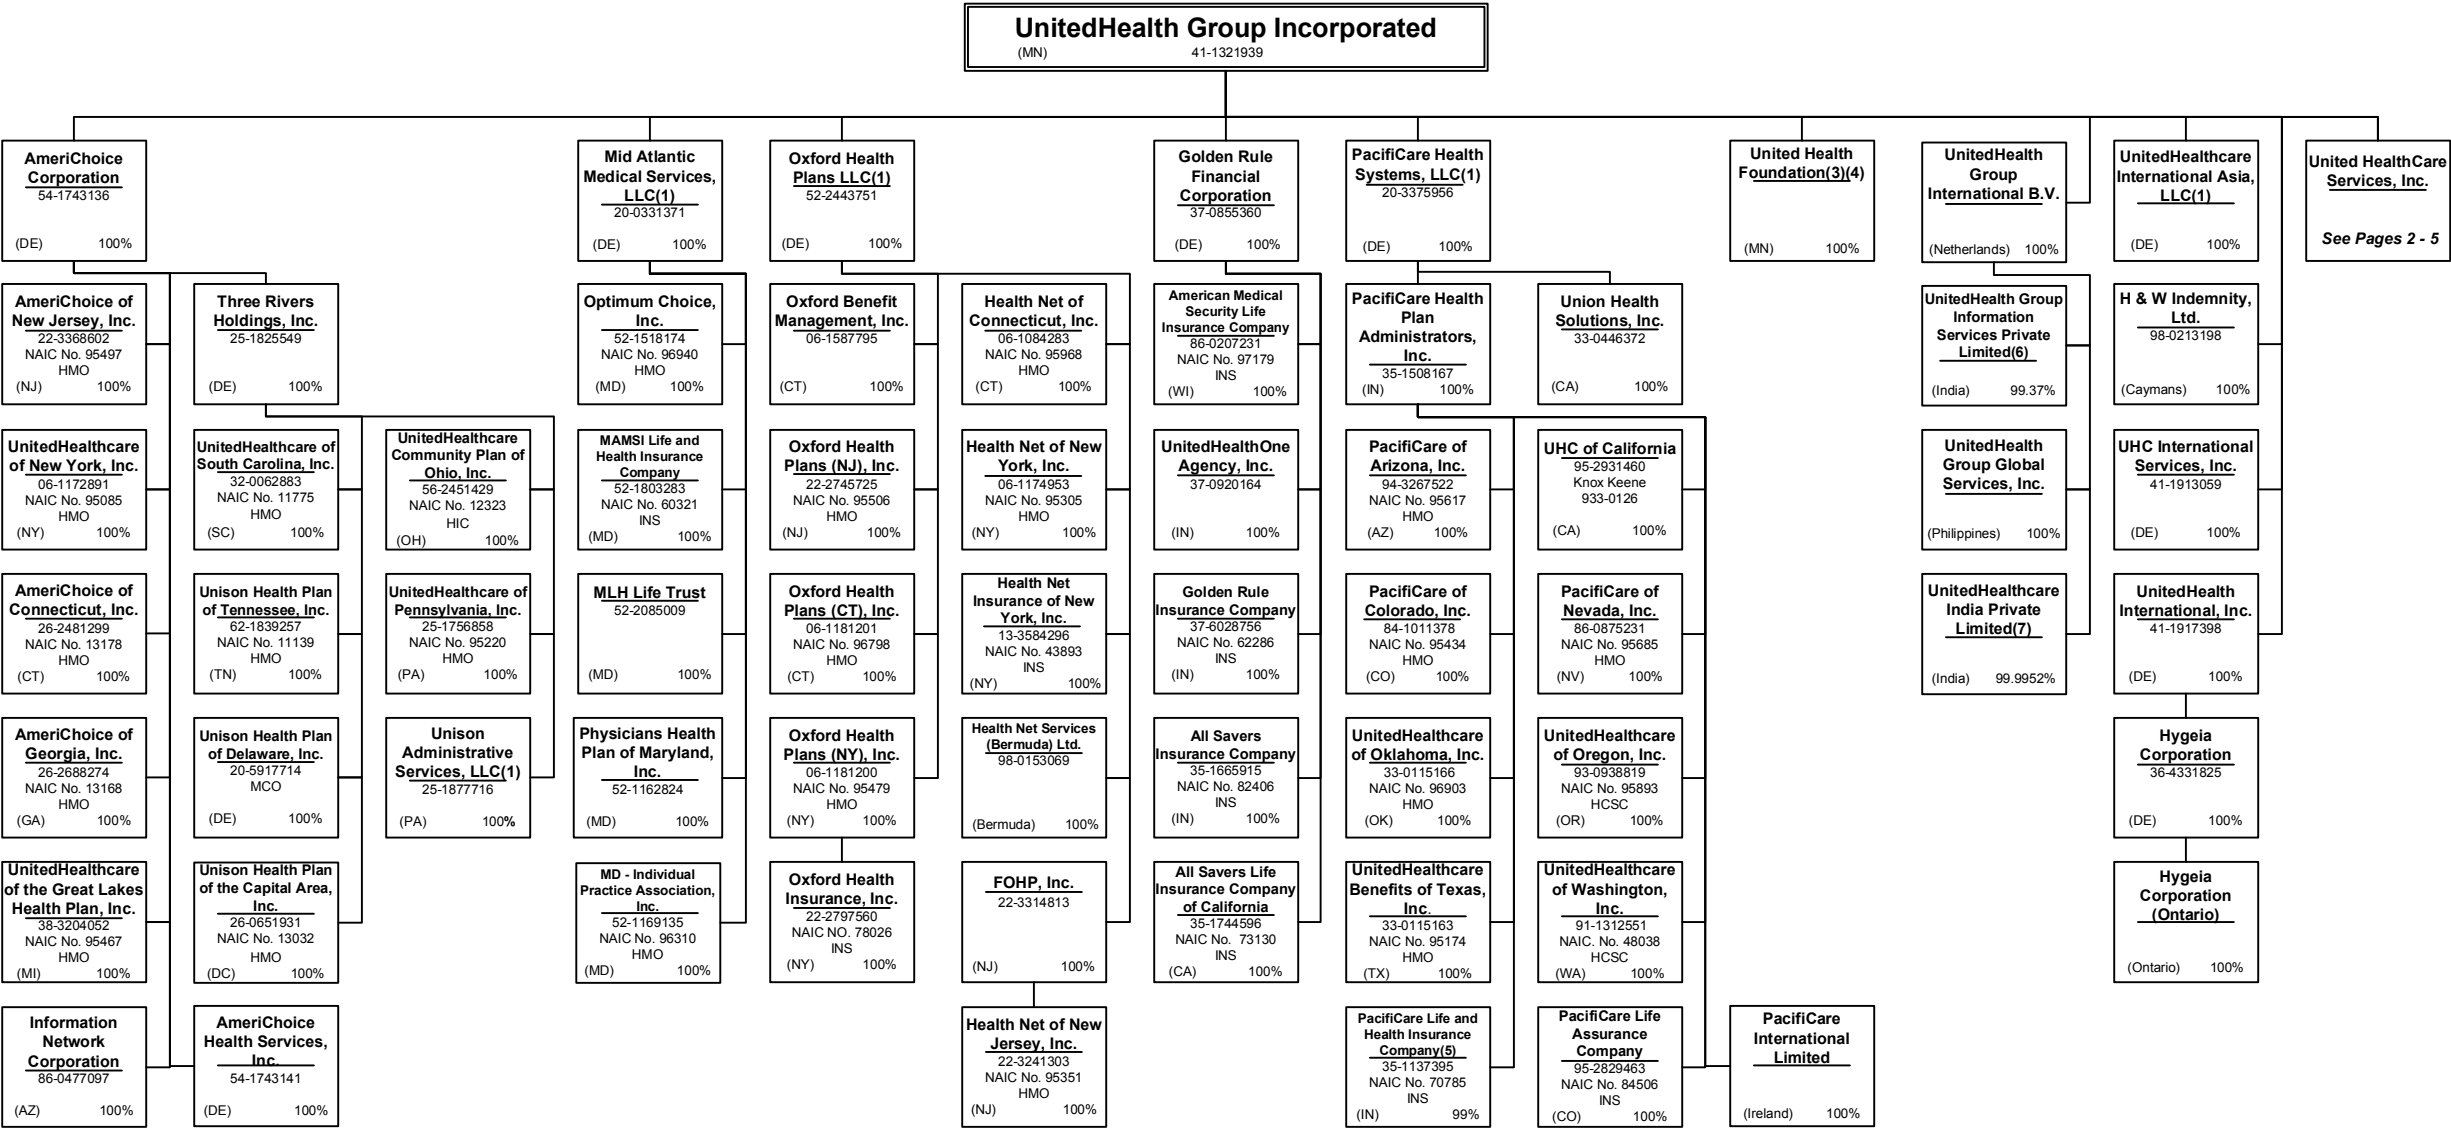 UnitedHealth Group Incorporated
(MN) 41-1321939
AmeriChoice
Corporation
54-1743136
(DE) 100%
Mid Atlantic
Medical Services,
LLC(1)
20-0331371
(DE) 100%
Oxford Health
Plans LLC(1)
52-2443751
(DE) 100%
Golden Rule
Financial
Corporation
37-0855360
(DE) 100%
PacifiCare Health
Systems, LLC(1)
20-3375956
(DE) 100%
United Health
Foundation(3)(4)
(MN) 100%
UnitedHealth
Group
International B.V.
(Netherlands) 100%
UnitedHealthcare
International Asia,
LLC(1)
(DE) 100%
United HealthCare
Services, Inc.
See Pages 2 - 5
AmeriChoice of
New Jersey, Inc.
22-3368602
NAIC No. 95497
HMO
(NJ) 100%
Three Rivers
Holdings, Inc.
25-1825549
(DE) 100%
Optimum Choice,
Inc.
52-1518174
NAIC No. 96940
HMO
(MD) 100%
Oxford Benefit
Management, Inc.
06-1587795
(CT) 100%
Health Net of
Connecticut, Inc.
06-1084283
NAIC No. 95968
HMO
(CT) 100%
American Medical
Security Life
Insurance Company
86-0207231
NAIC No. 97179
INS
(WI) 100%
PacifiCare Health
Plan
Administrators,
Inc.
35-1508167
(IN) 100%
Union Health
Solutions, Inc.
33-0446372
(CA) 100%
UnitedHealth Group
Information
Services Private
Limited(6)
(India) 99.37%
H & W Indemnity,
Ltd.
98-0213198
(Caymans) 100%
UnitedHealthcare
of New York, Inc.
06-1172891
NAIC No. 95085
HMO
(NY) 100%
UnitedHealthcare of
South Carolina, Inc.
32-0062883
NAIC No. 11775
HMO
(SC) 100%
UnitedHealthcare
Community Plan of
Ohio, Inc.
56-2451429
NAIC No. 12323
HIC
(OH) 100%
MAMSI Life and
Health Insurance
Company
52-1803283
NAIC No. 60321
INS
(MD) 100%
Oxford Health
Plans (NJ), Inc.
22-2745725
NAIC No. 95506
HMO
(NJ) 100%
Health Net of New
York, Inc.
06-1174953
NAIC No. 95305
HMO
(NY) 100%
UnitedHealthOne
Agency, Inc.
37-0920164
(IN) 100%
PacifiCare of
Arizona, Inc.
94-3267522
NAIC No. 95617
HMO
(AZ) 100%
UHC of California
95-2931460
Knox Keene
933-0126
(CA) 100%
UnitedHealth
Group Global
Services, Inc.
(Philippines) 100%
UHC International
Services, Inc.
41-1913059
(DE) 100%
AmeriChoice of
Connecticut, Inc.
26-2481299
NAIC No. 13178
HMO
(CT) 100%
Unison Health Plan
of Tennessee, Inc.
62-1839257
NAIC No. 11139
HMO
(TN) 100%
UnitedHealthcare of
Pennsylvania, Inc.
25-1756858
NAIC No. 95220
HMO
(PA) 100%
MLH Life Trust
52-2085009
(MD) 100%
Oxford Health
Plans (CT), Inc.
06-1181201
NAIC No. 96798
HMO
(CT) 100%
Health Net
Insurance of New
York, Inc.
13-3584296
NAIC No. 43893
INS
(NY) 100%
Golden Rule
Insurance Company
37-6028756
NAIC No. 62286
INS
(IN) 100%
PacifiCare of
Colorado, Inc.
84-1011378
NAIC No. 95434
HMO
(CO) 100%
PacifiCare of
Nevada, Inc.
86-0875231
NAIC No. 95685
HMO
(NV) 100%
UnitedHealthcare
India Private
Limited(7)
(India) 99.9952%
UnitedHealth
International, Inc.
41-1917398
(DE) 100%
AmeriChoice of
Georgia, Inc.
26-2688274
NAIC No. 13168
HMO
(GA) 100%
Unison Health Plan
of Delaware, Inc.
20-5917714
MCO
(DE) 100%
Unison
Administrative
Services, LLC(1)
25-1877716
(PA) 100%
Physicians Health
Plan of Maryland,
Inc.
52-1162824
(MD) 100%
Oxford Health
Plans (NY), Inc.
06-1181200
NAIC No. 95479
HMO
(NY) 100%
Health Net Services
(Bermuda) Ltd.
98-0153069
(Bermuda) 100%
All Savers
Insurance Company
35-1665915
NAIC No. 82406
INS
(IN) 100%
UnitedHealthcare
of Oklahoma, Inc.
33-0115166
NAIC No. 96903
HMO
(OK) 100%
UnitedHealthcare
of Oregon, Inc.
93-0938819
NAIC No. 95893
HCSC
(OR) 100%
Hygeia
Corporation
36-4331825
(DE) 100%
UnitedHealthcare
of the Great Lakes
Health Plan, Inc.
38-3204052
NAIC No. 95467
HMO
(MI) 100%
Unison Health Plan
of the Capital Area,
Inc.
26-0651931
NAIC No. 13032
HMO
(DC) 100%
MD - Individual
Practice Association,
Inc.
52-1169135
NAIC No. 96310
HMO
(MD) 100%
Oxford Health
Insurance, Inc.
22-2797560
NAIC NO. 78026
INS
(NY) 100%
FOHP, Inc.
22-3314813
(NJ) 100%
All Savers Life
Insurance Company
of California
35-1744596
NAIC No. 73130
INS
(CA) 100%
UnitedHealthcare
Benefits of Texas,
Inc.
33-0115163
NAIC No. 95174
HMO
(TX) 100%
UnitedHealthcare
of Washington,
Inc.
91-1312551
NAIC. No. 48038
HCSC
(WA) 100%
Hygeia
Corporation
(Ontario)
(Ontario) 100%
Information
Network
Corporation
86-0477097
(AZ) 100%
AmeriChoice
Health Services,
Inc.
54-1743141
(DE) 100%
Health Net of New
Jersey, Inc.
22-3241303
NAIC No. 95351
HMO
(NJ) 100%
PacifiCare Life and
Health Insurance
Company(5)
35-1137395
NAIC No. 70785
INS
(IN) 99%
PacifiCare Life
Assurance
Company
95-2829463
NAIC No. 84506
INS
(CO) 100%
PacifiCare
International
Limited
(Ireland) 100%